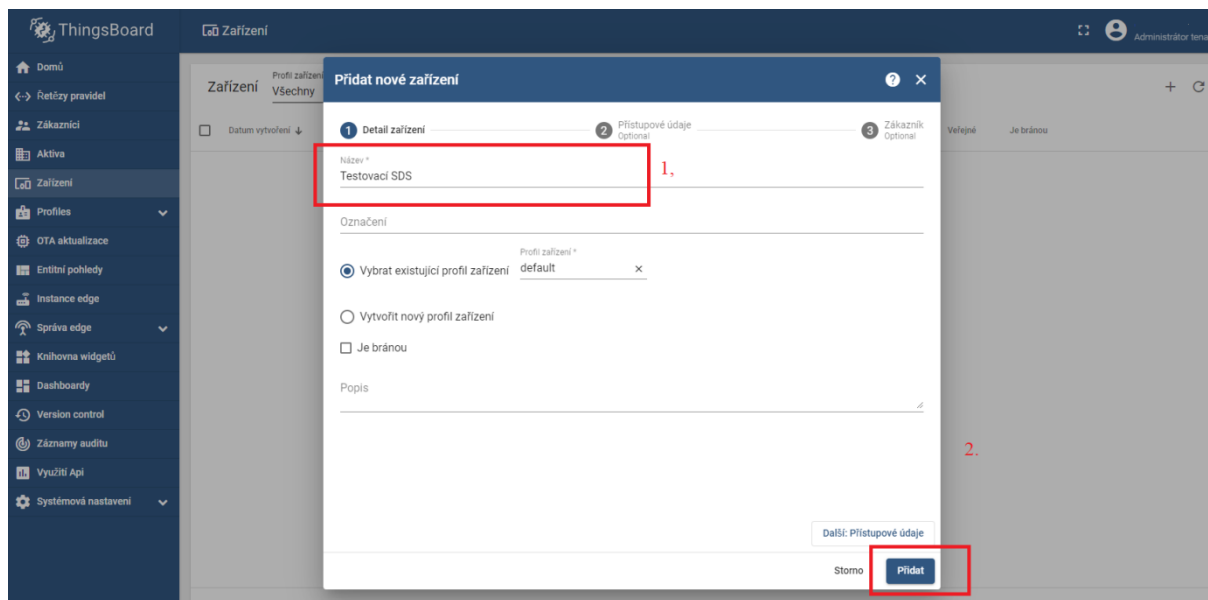 ThingsBoard
Zařízení
Administrátor tena
Domů
Řetězy pravidel
Zákazníci
Aktiva
Zařízení
Profiles
OTA aktualizace
Entitní pohledy
Instance edge
Správa edge
Knihovna widgetů
Dashboardy
Version control
Záznamy auditu
Využití Api
Systémová nastavení
Zařízení
Profil zařízení
Všechny
Datum vytvoření
Veřejné
Je bránou
Přidat nové zařízení
1 Detail zařízení
2 Přístupové údaje
Optional
3 Zákazník
Optional
Název *
Testovací SDS
1,
Označení
Profil zařízení *
Vybrat existující profil zařízení default
Vytvořit nový profil zařízení
Je bránou
Popis
2.
Další: Přístupové údaje
Storno
Přidat